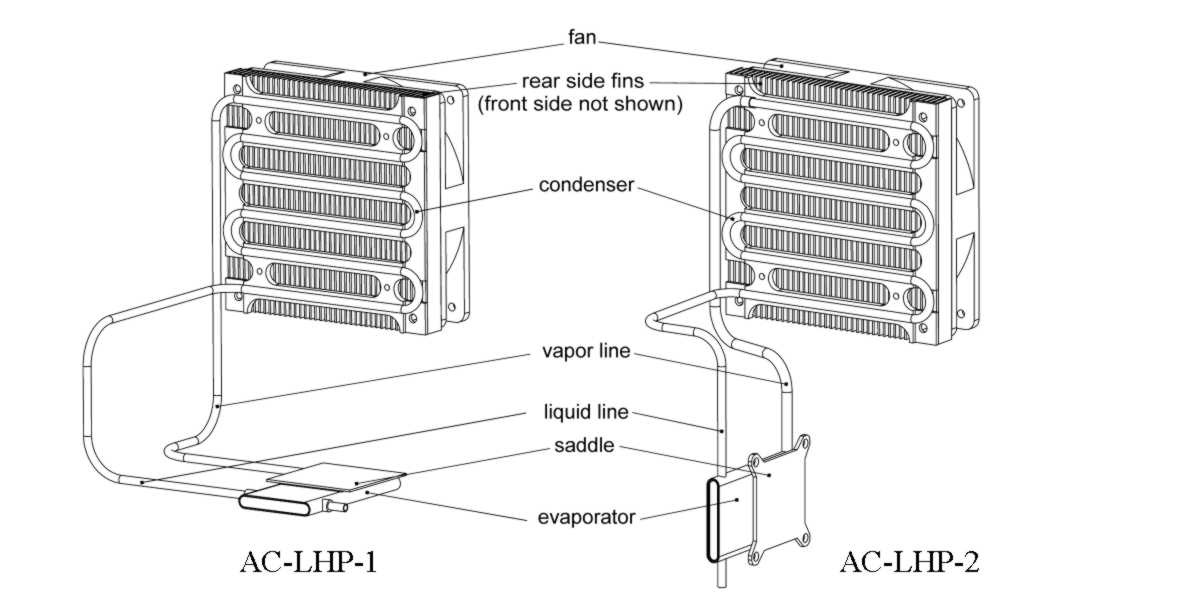 fan
rear side fins
(front side not shown)
condenser
vapor line
liquid line
saddle
evaporator
AC-LHP-1
AC-LHP-2